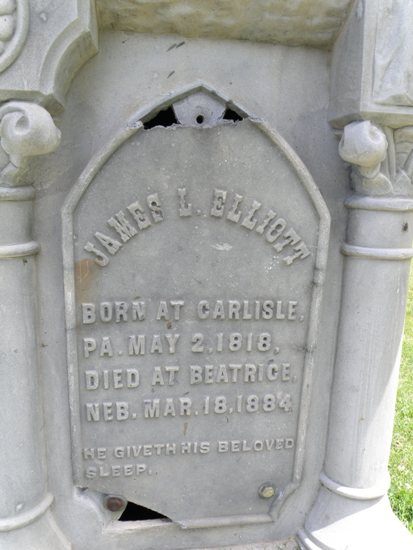 JAMES L. ELLIOTT
BORN AT CARLISLE,
PA. MAY 2, 1818,
DIED AT BEATRICE,
NEB. MAR. 18, 1884.
HE GIVETH HIS BELOVED
SLEEP.